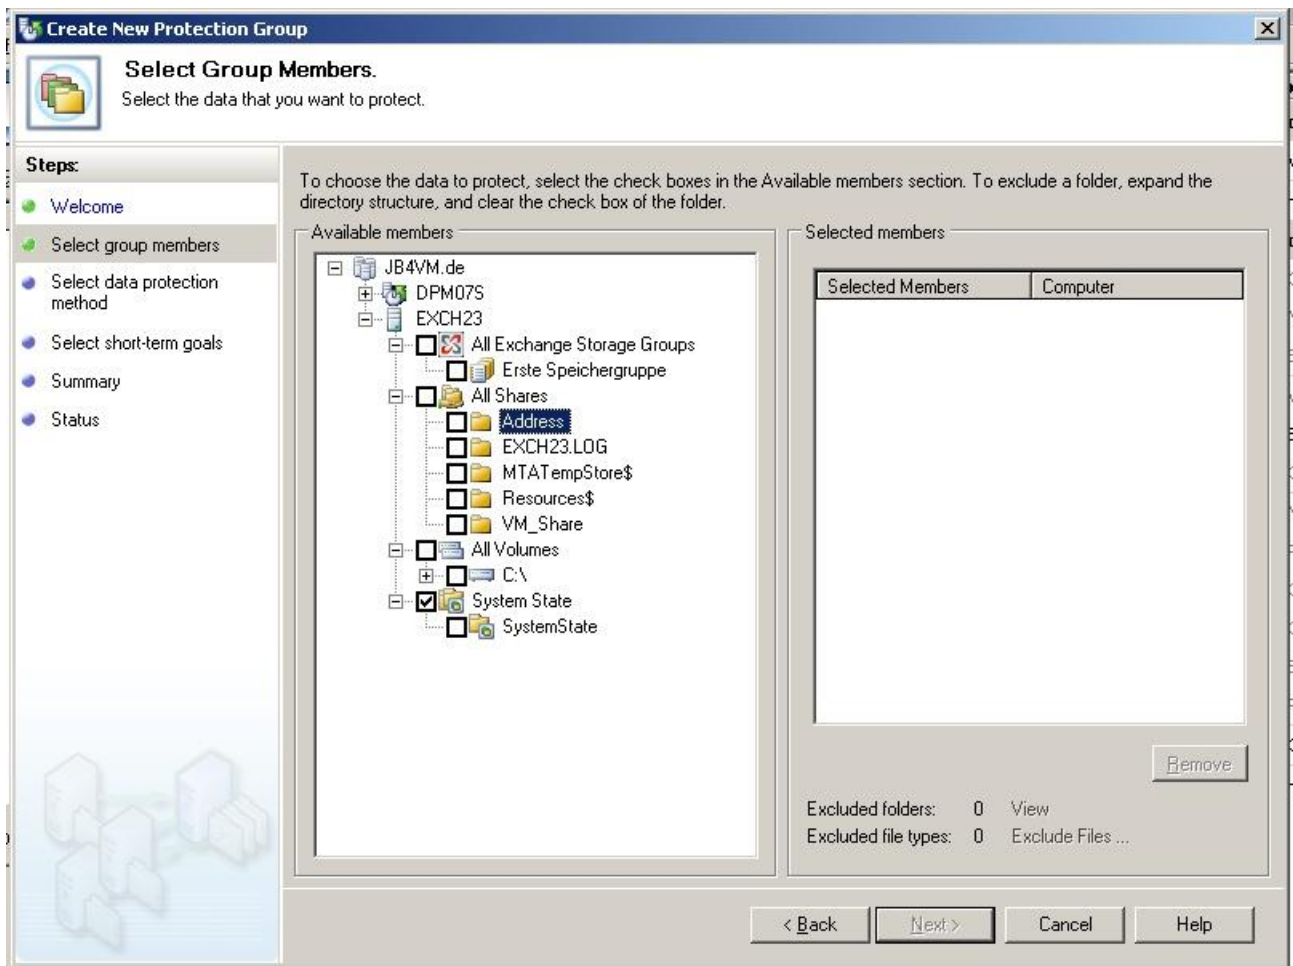 Create New Protection Group
Select Group Members.
Select the data that you want to protect.
Steps:
Welcome
Select group members
Select data protection
method
Select short-term goals
Summary
Status
To choose the data to protect, select the check boxes in the Available members section. To exclude a folder, expand the
directory structure, and clear the check box of the folder.
Available members
JB4VM.de
DPM07S
EXCH23
All Exchange Storage Groups
Erste Speichergruppe
All Shares
Address
EXCH23.LOG
MTATempStore$
Resources$
VM_Share
All Volumes
C:\
System State
SystemState
Selected members
Selected Members Computer
Remove
Excluded folders: 0 View
Excluded file types: 0 Exclude Files ...
< Back Next > Cancel Help